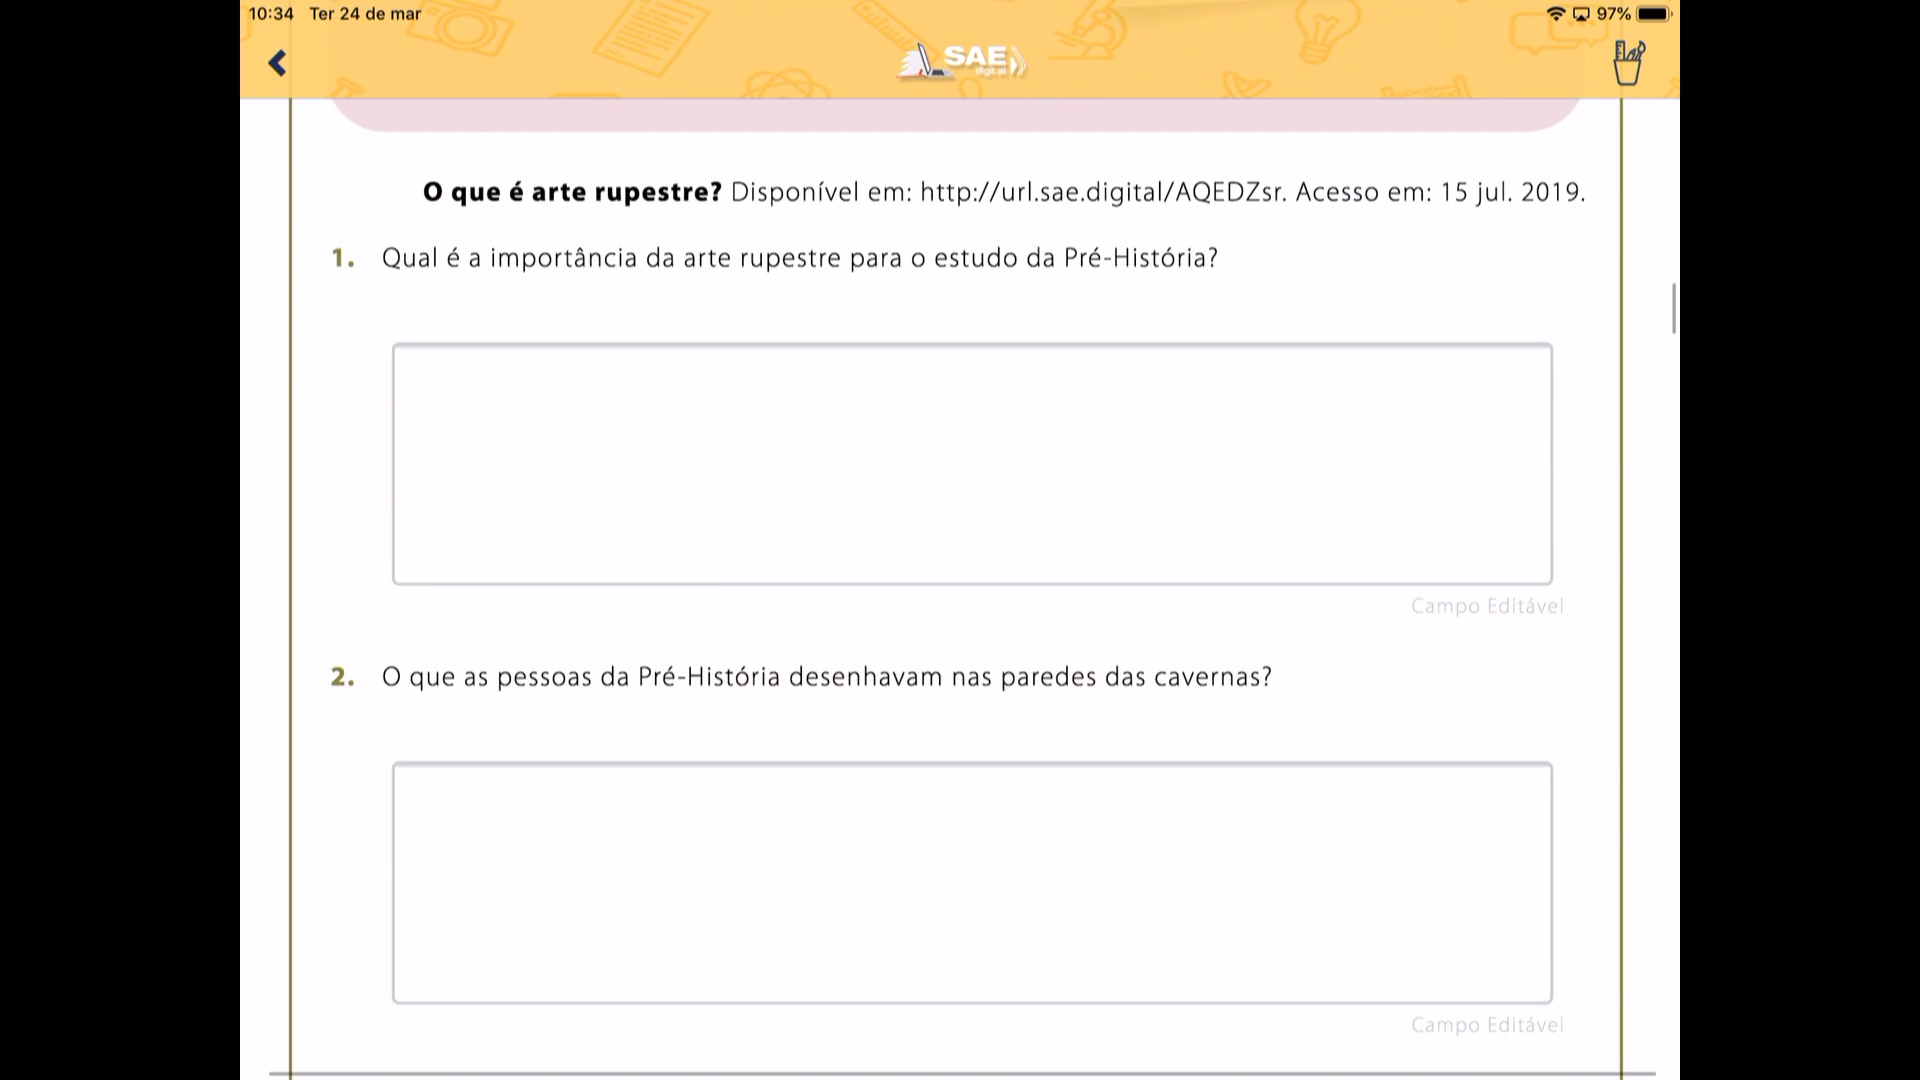 10:34 Ter 24 de mar
97%
SAE
digital
O que é arte rupestre? Disponível em: http://url.sae.digital/AQEDZsr. Acesso em: 15 jul. 2019.
1. Qual é a importância da arte rupestre para o estudo da Pré-História?
Campo Editável
2. O que as pessoas da Pré-História desenhavam nas paredes das cavernas?
Campo Editável